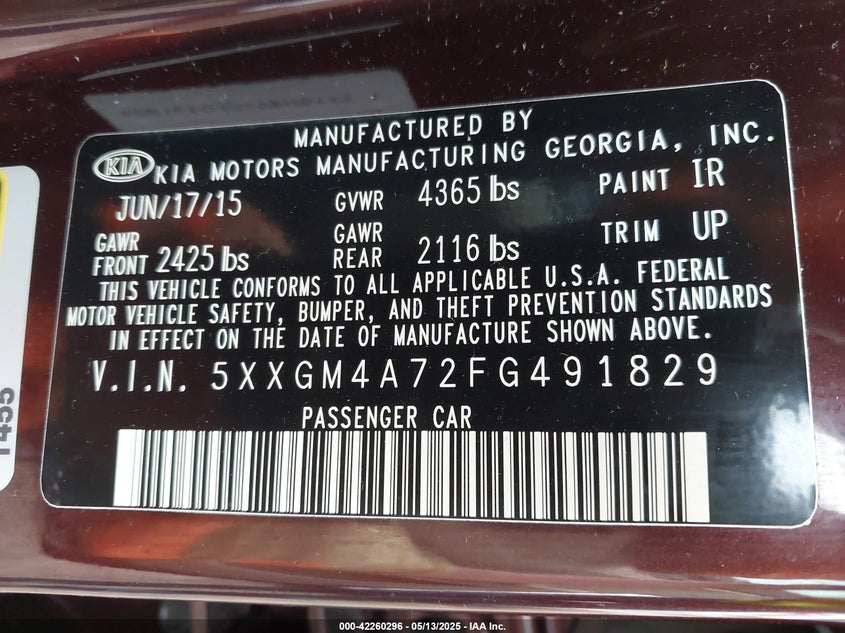 MANUFACTURED BY
KIA KIA MOTORS MANUFACTURING GEORGIA, INC.
JUN/17/15 GVWR 4365 lbs PAINT IR
GAWR FRONT 2425 lbs GAWR REAR 2116 lbs TRIM UP
THIS VEHICLE CONFORMS TO ALL APPLICABLE U.S.A. FEDERAL
MOTOR VEHICLE SAFETY, BUMPER, AND THEFT PREVENTION STANDARDS
IN EFFECT ON THE DATE OF MANUFACTURE SHOWN ABOVE.
V.I.N. 5XXGM4A72FG491829
PASSENGER CAR
000-42260296 - 05/13/2025 - IAA Inc.